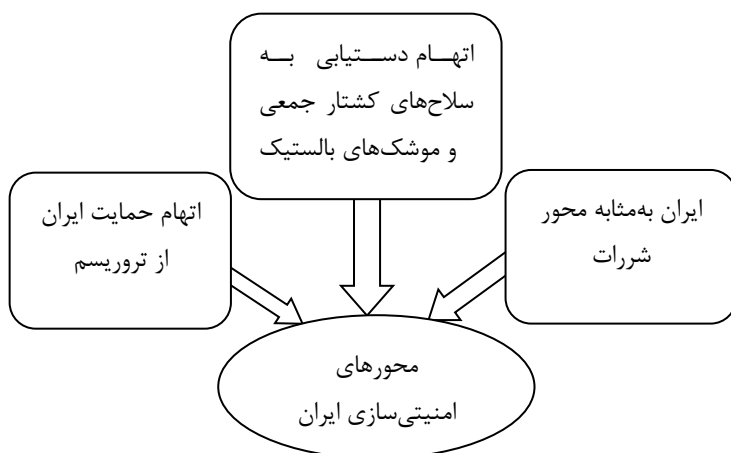 اتهام دستیابی به
سلاح‌های کشتار جمعی
و موشک‌های بالستیک
ایران به‌مثابه محور
شررات
اتهام حمایت ایران
از تروریسم
محورهای
امنیتی‌سازی ایران